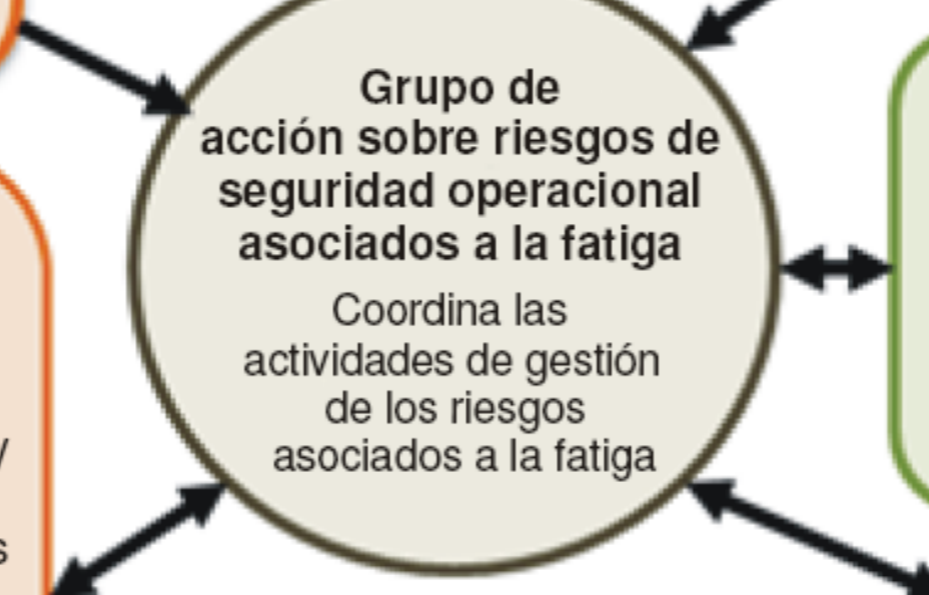 Grupo de
acción sobre riesgos de
seguridad operacional
asociados a la fatiga
Coordina las
actividades de gestión
de los riesgos
asociados a la fatiga
y
s